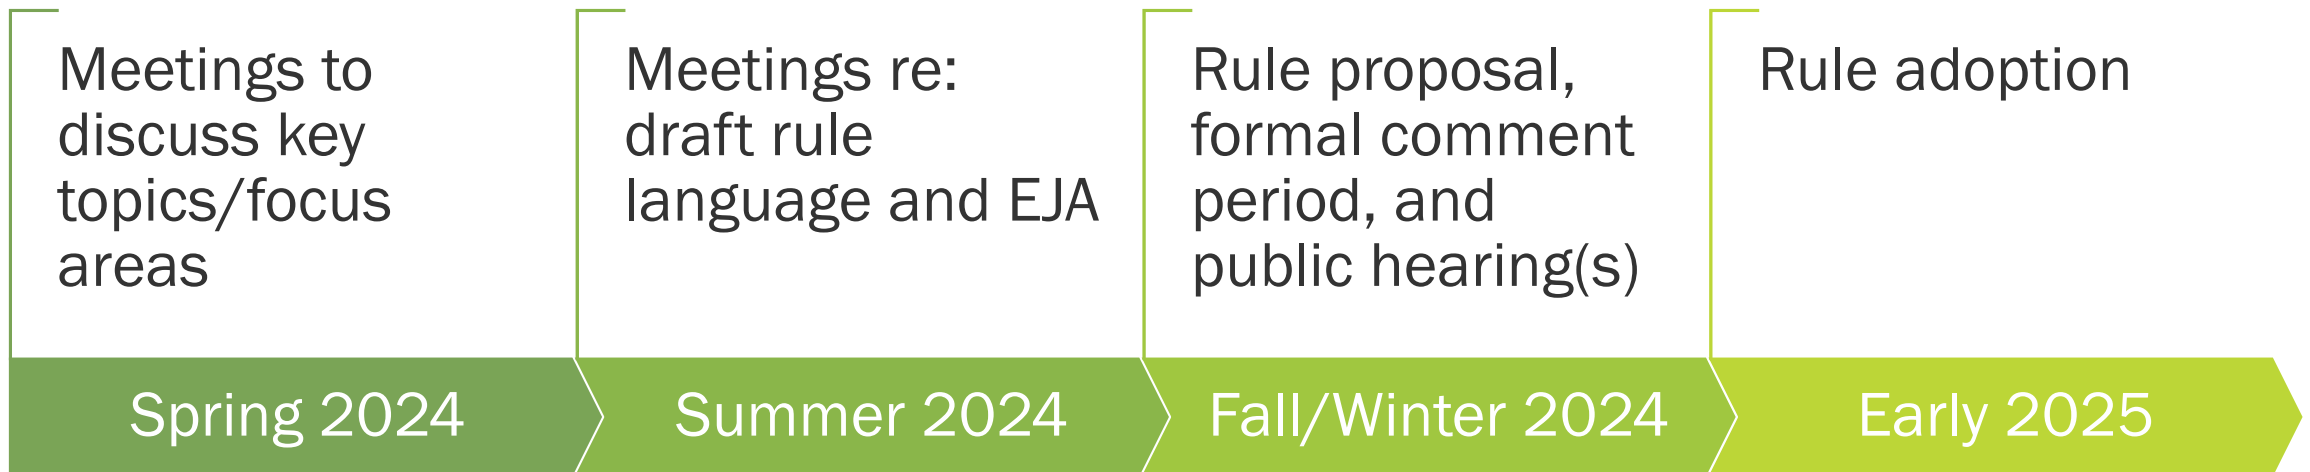 Meetings to
discuss key
topics/focus
areas
Meetings re:
draft rule
language and EJA
Rule proposal,
formal comment
period, and
public hearing(s)
Rule adoption
Spring 2024
Summer 2024
Fall/Winter 2024
Early 2025